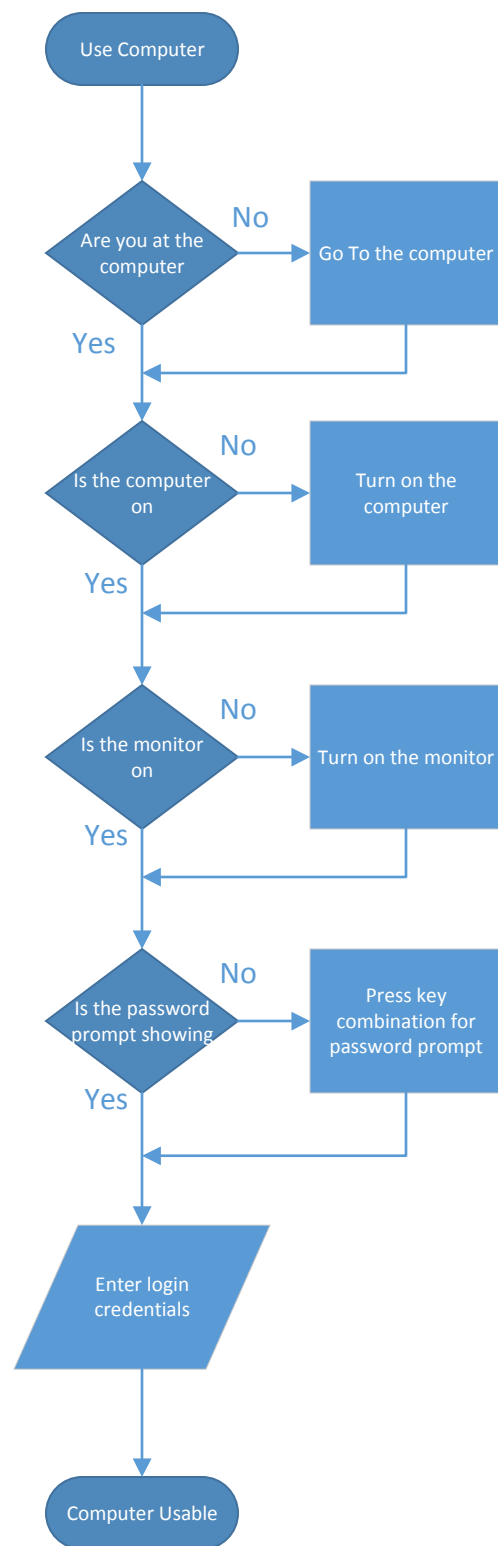 Use Computer
Are you at the
computer
No
Go To the computer
Yes
Is the computer
on
No
Turn on the
computer
Yes
Is the monitor
on
No
Turn on the monitor
Yes
Is the password
prompt showing
No
Press key
combination for
password prompt
Yes
Enter login
credentials
Computer Usable